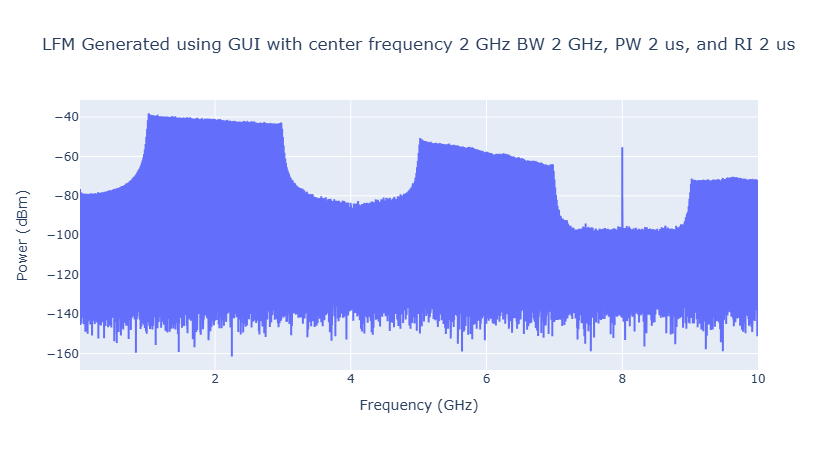 LFM Generated using GUI with center frequency 2 GHz BW 2 GHz, PW 2 us, and RI 2 us
−40
−60
−80
−100
−120
−140
−160
2 4 6 8 10
Power (dBm)
Frequency (GHz)